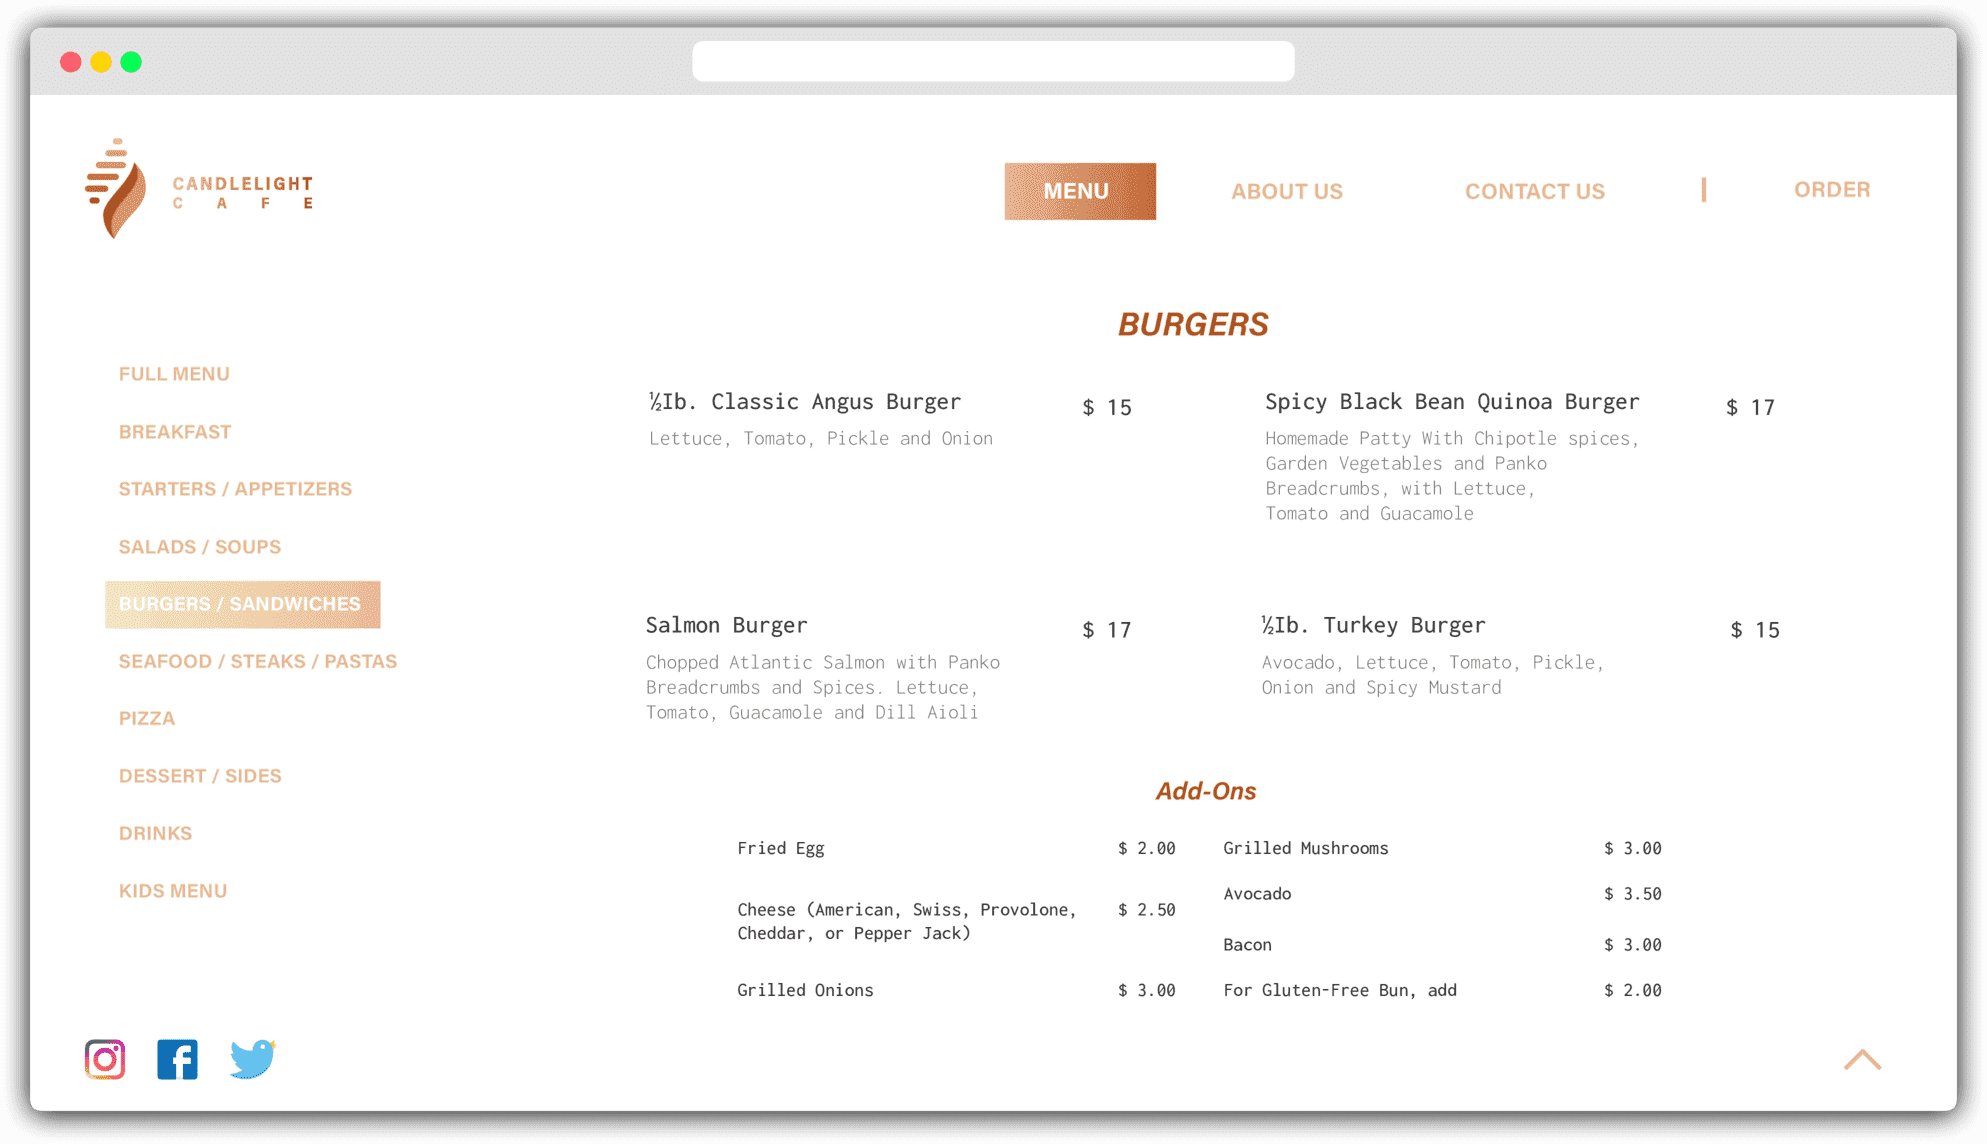 CANDLELIGHT
CAFE
MENU
ABOUT US
CONTACT US
|
ORDER
FULL MENU
BREAKFAST
STARTERS / APPETIZERS
SALADS / SOUPS
BURGERS / SANDWICHES
SEAFOOD / STEAKS / PASTAS
PIZZA
DESSERT / SIDES
DRINKS
KIDS MENU
BURGERS
½Ib. Classic Angus Burger $ 15
Lettuce, Tomato, Pickle and Onion
Spicy Black Bean Quinoa Burger $ 17
Homemade Patty With Chipotle spices,
Garden Vegetables and Panko
Breadcrumbs, with Lettuce,
Tomato and Guacamole
Salmon Burger $ 17
Chopped Atlantic Salmon with Panko
Breadcrumbs and Spices. Lettuce,
Tomato, Guacamole and Dill Aioli
½Ib. Turkey Burger $ 15
Avocado, Lettuce, Tomato, Pickle,
Onion and Spicy Mustard
Add-Ons
Fried Egg $ 2.00
Cheese (American, Swiss, Provolone, $ 2.50
Cheddar, or Pepper Jack)
Grilled Onions $ 3.00
Grilled Mushrooms $ 3.00
Avocado $ 3.50
Bacon $ 3.00
For Gluten-Free Bun, add $ 2.00